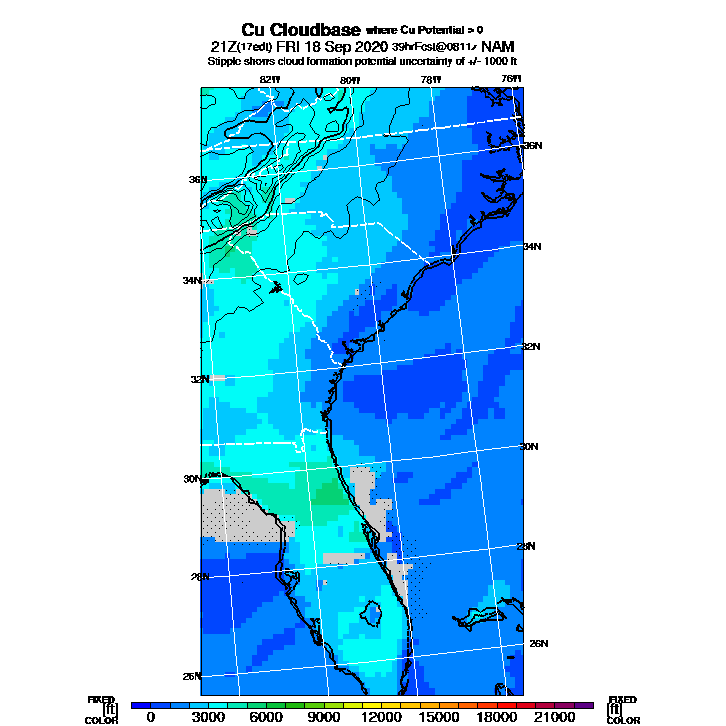 Cu Cloudbase where Cu Potential > 0
21Z(17edt) FRI 18 Sep 2020 39hrFcst@0811z NAM
Stipple shows cloud formation potential uncertainty of +/- 1000 ft
82W 80W 78W 76W
36N 36N
34N 34N
32N 32N
30N 30N
28N 28N
26N 26N
FIXED FIXED
[ft] 0 3000 6000 9000 12000 15000 18000 21000 [ft]
COLOR COLOR